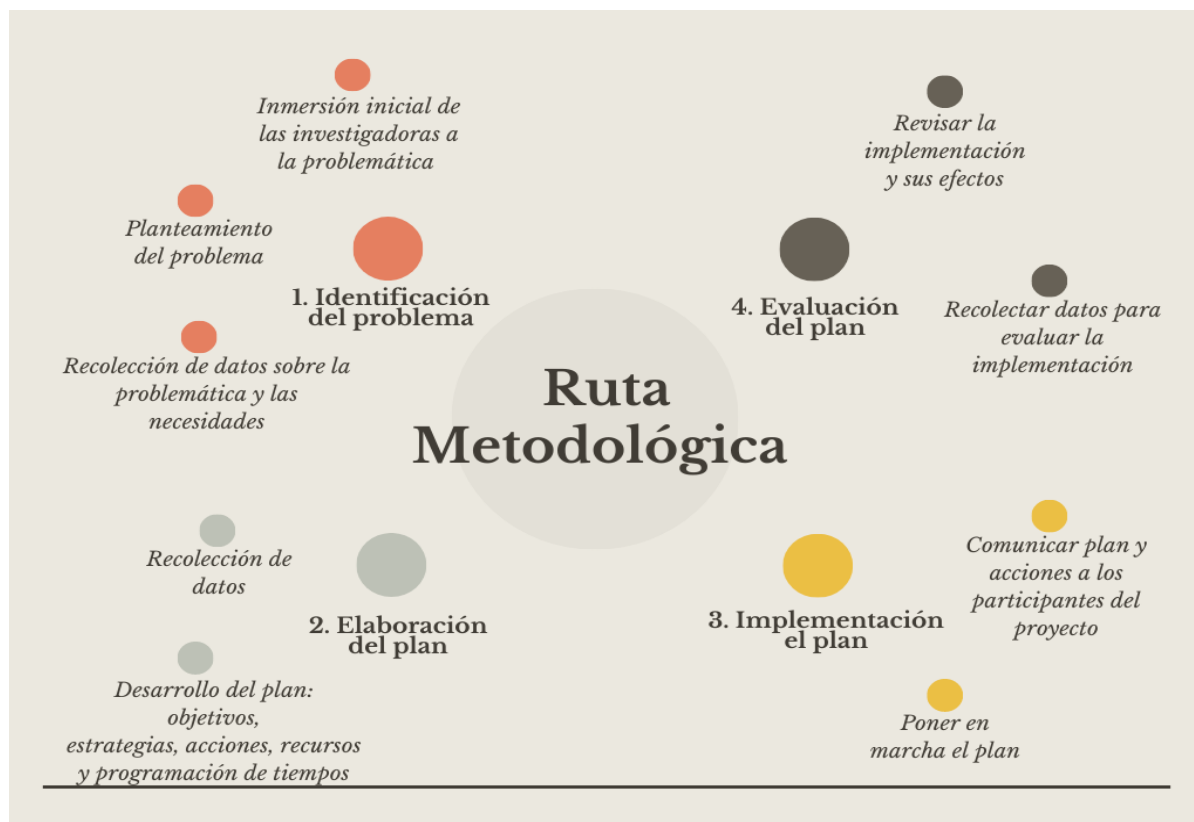 Ruta
Metodológica
1. Identificación
del problema
Inmersión inicial de
las investigadoras a
la problemática
Planteamiento
del problema
Recolección de datos sobre la
problemática y las
necesidades
2. Elaboración
del plan
Recolección de
datos
Desarrollo del plan:
objetivos,
estrategias, acciones, recursos
y programación de tiempos
3. Implementación
el plan
Comunicar plan y
acciones a los
participantes del
proyecto
Poner en
marcha el plan
4. Evaluación
del plan
Revisar la
implementación
y sus efectos
Recolectar datos para
evaluar la
implementación